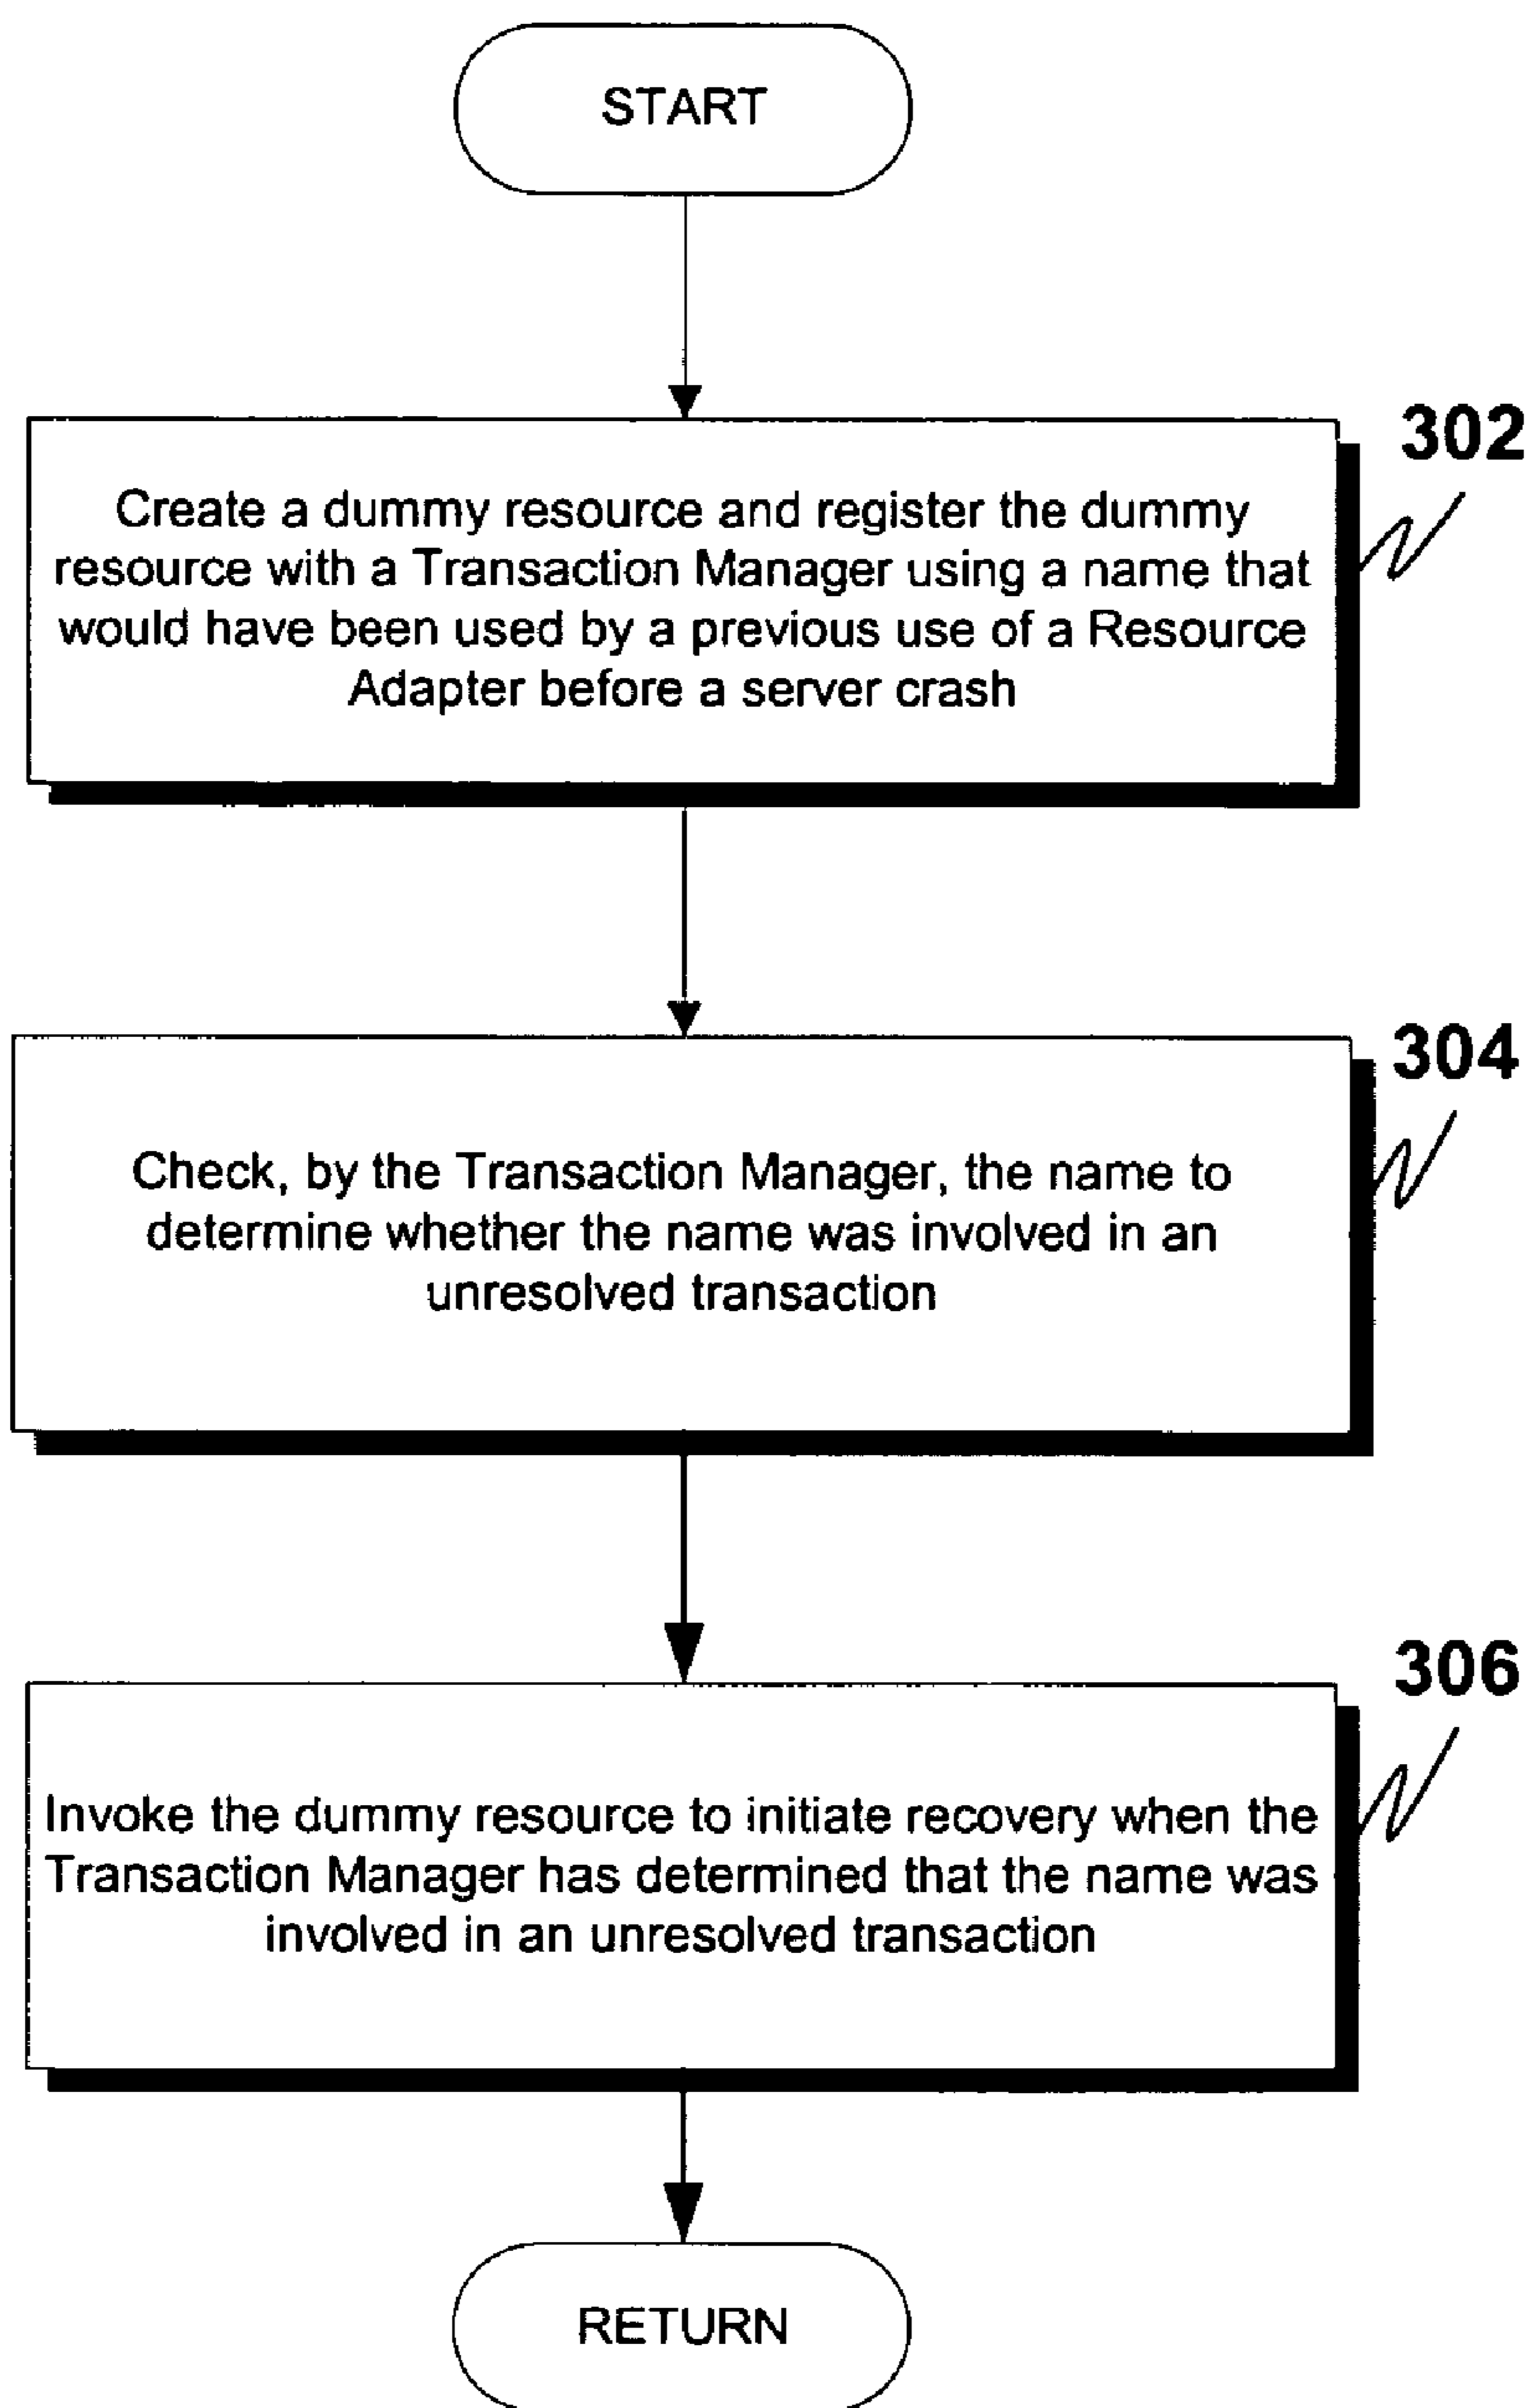 START
302
Create a dummy resource and register the dummy
resource with a Transaction Manager using a name that
would have been used by a previous use of a Resource
Adapter before a server crash
304
Check, by the Transaction Manager, the name to
determine whether the name was involved in an
unresolved transaction
306
Invoke the dummy resource to initiate recovery when the
Transaction Manager has determined that the name was
involved in an unresolved transaction
RETURN